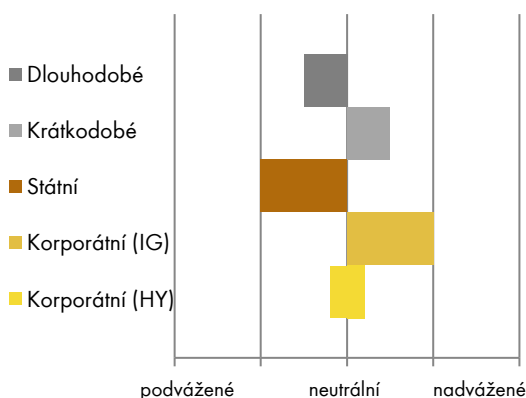 Dlouhodobé
Krátkodobé
Státní
Korporátní (IG)
Korporátní (HY)
podvážené neutrální nadvážené